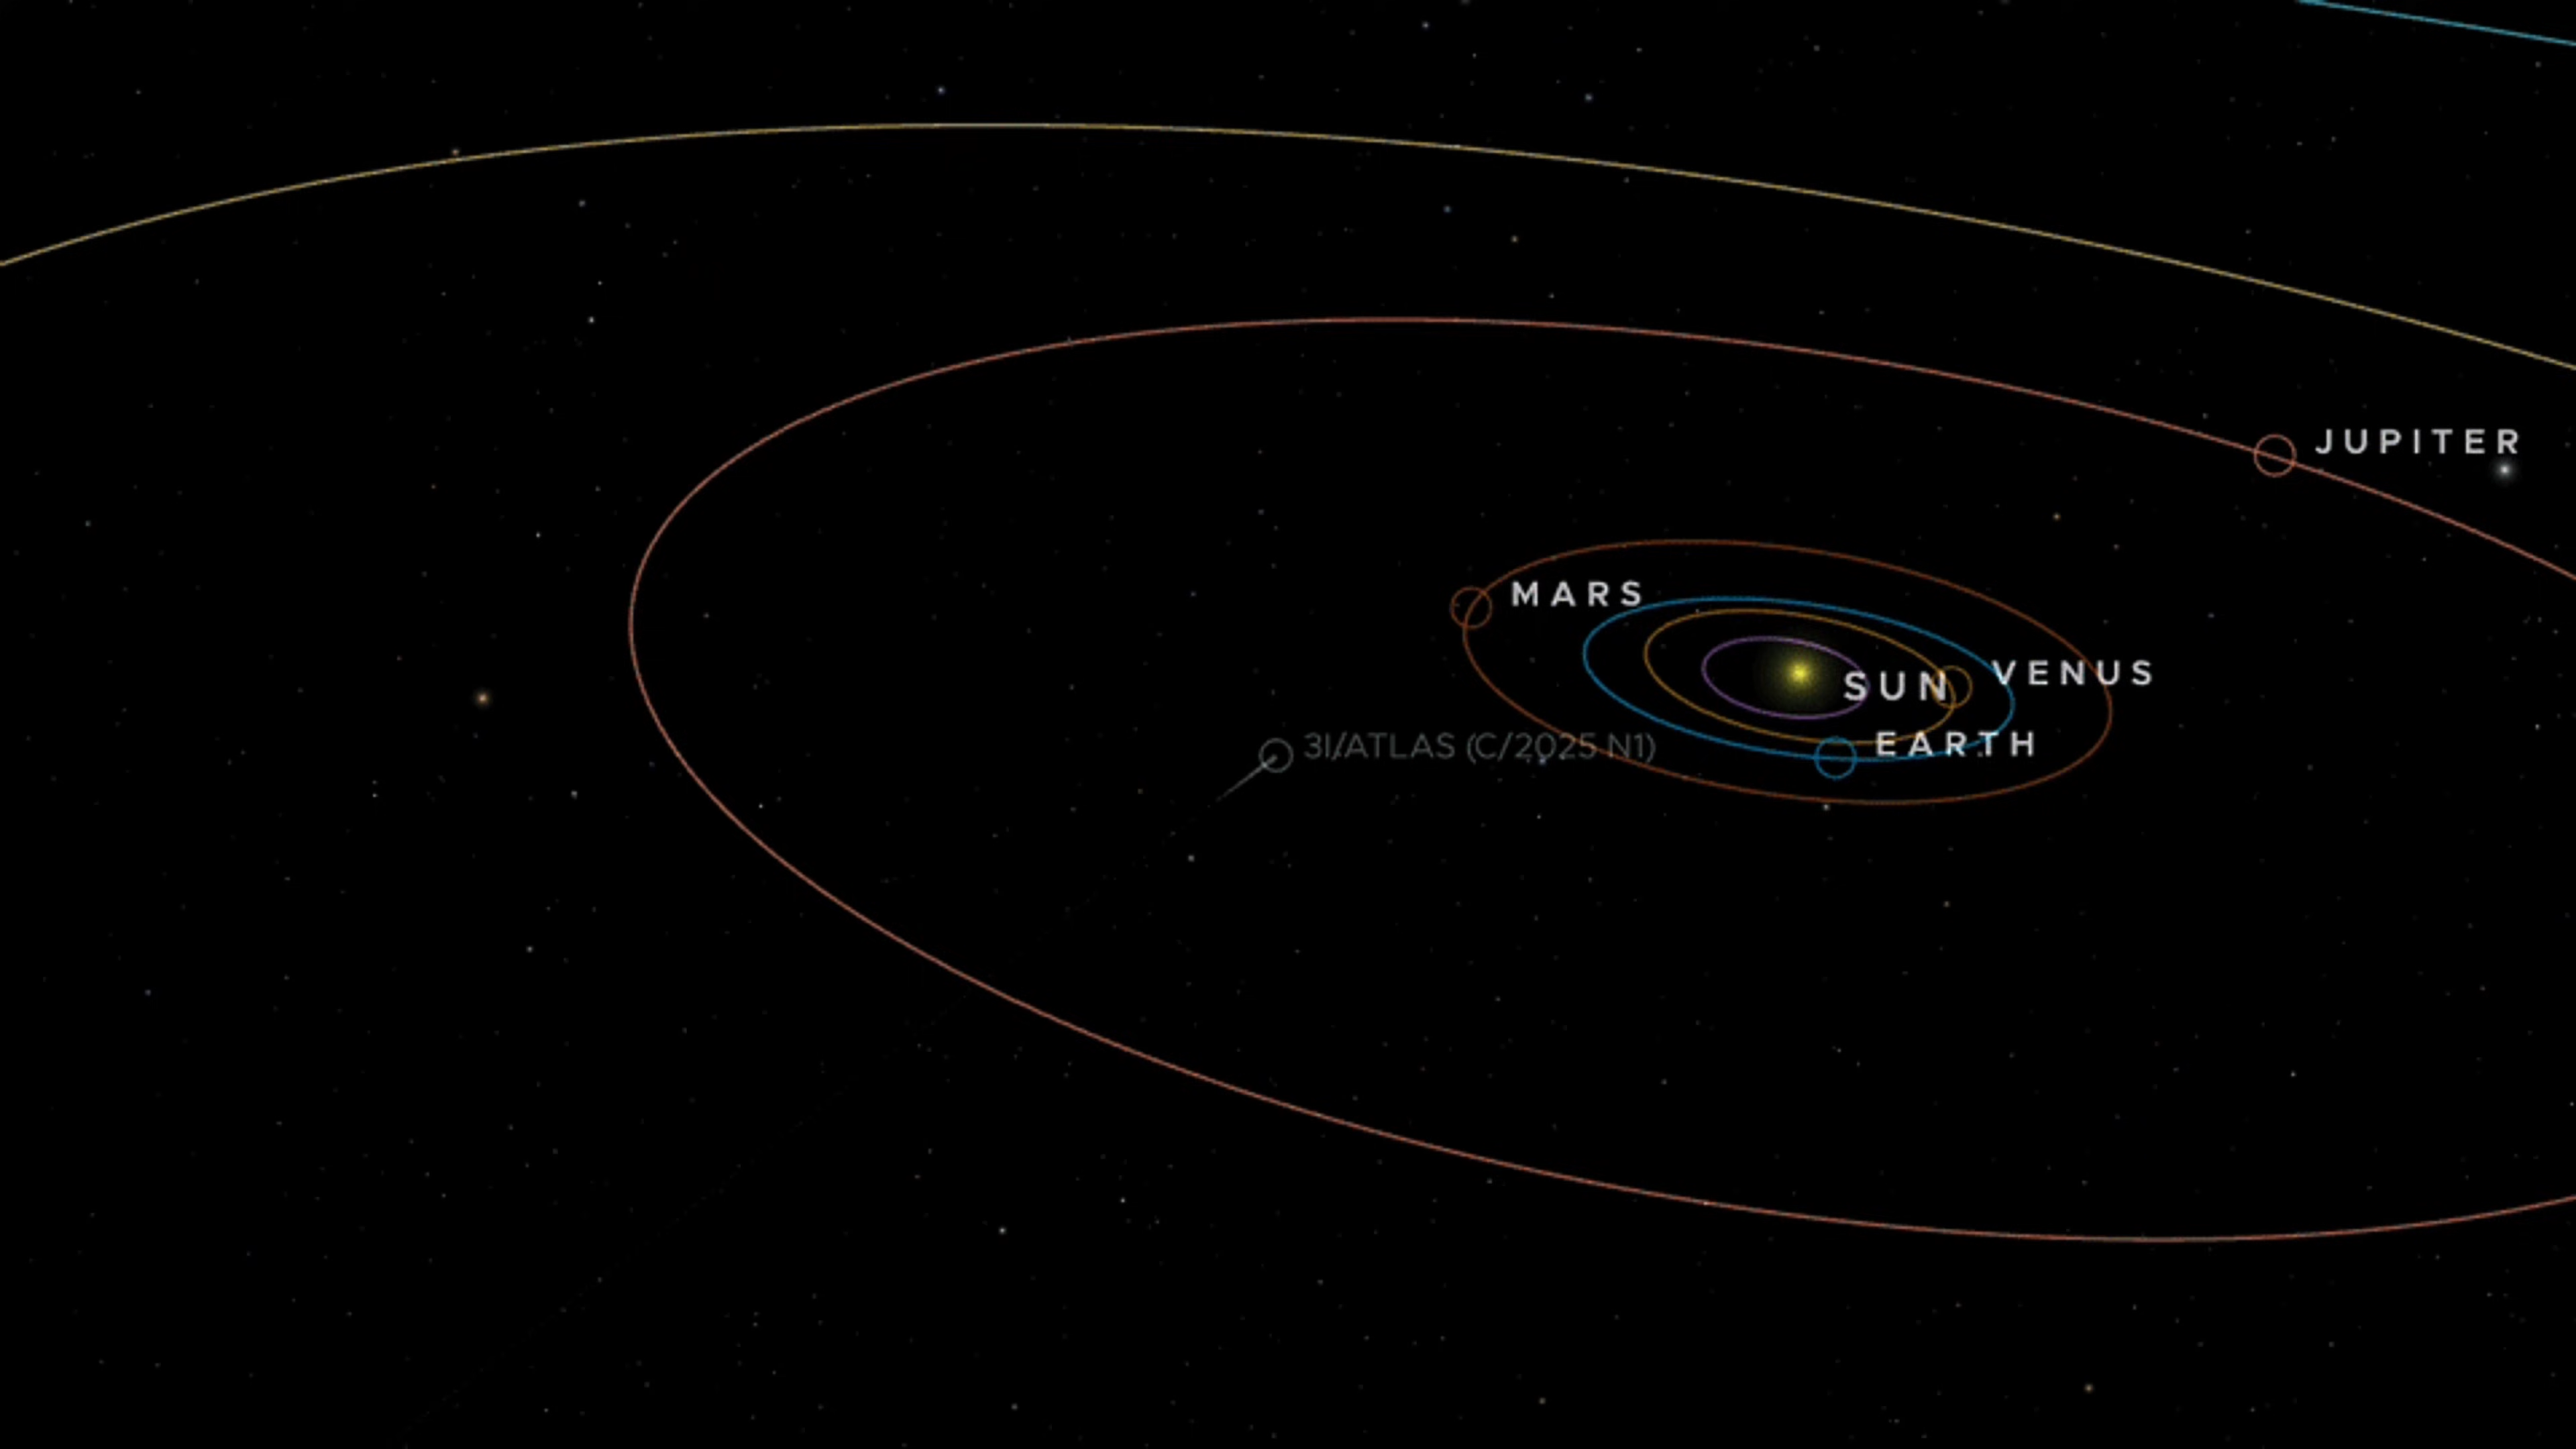 JUPITER
MARS
VENUS
SUN
EARTH
3I/ATLAS (C/2025 N1)